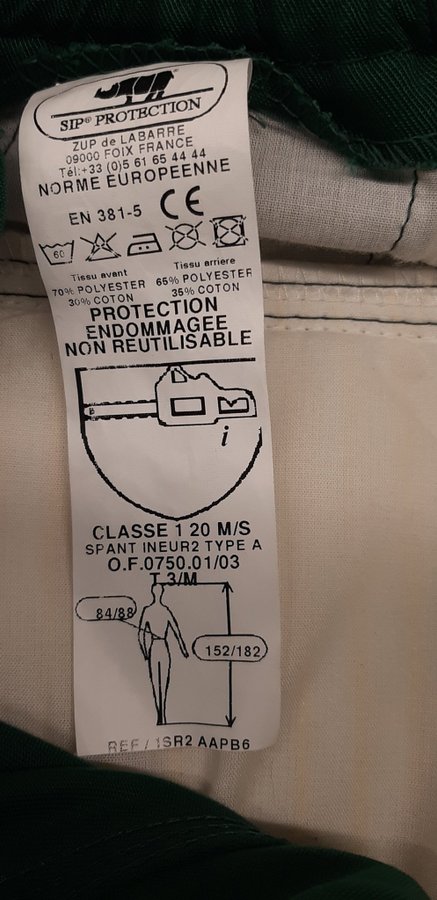 SIP® PROTECTION
ZUP de LABARRE
09000 FOIX FRANCE
Tél:+33 (0)5 61 65 44 44
NORME EUROPEENNE
EN 381-5 CE
60
Tissu avant Tissu arriere
70% POLYESTER 65% POLYESTER
30% COTON 35% COTON
PROTECTION
ENDOMMAGEE
NON REUTILISABLE
i
CLASSE 1 20 M/S
SPANT INEUR2 TYPE A
O.F.0750.01/03
T.3/M
84/88
152/182
REF / 1SR2 AAPB6